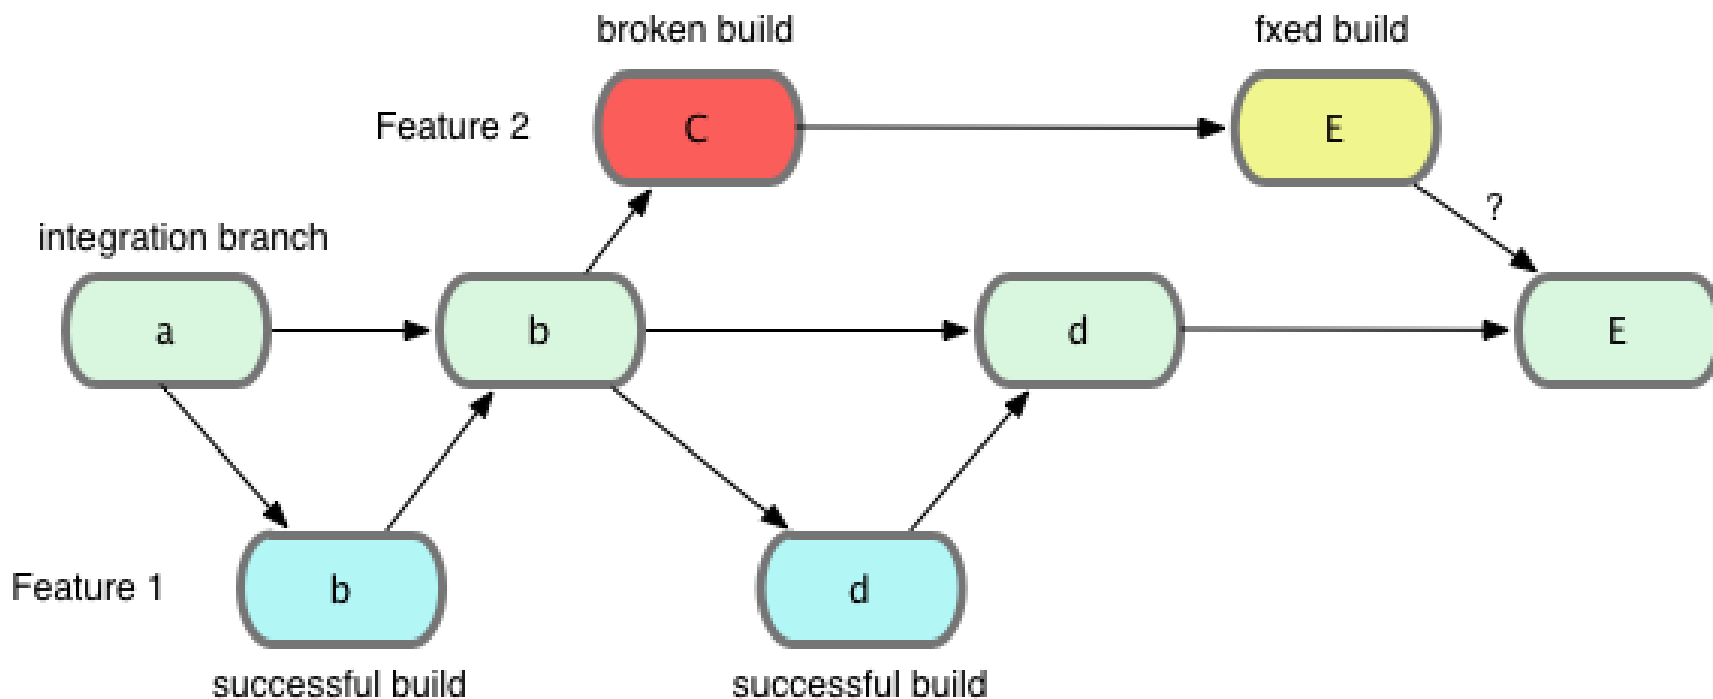 broken build
fxed build
Feature 2
C
E
?
integration branch
a
b
d
E
Feature 1
b
d
successful build
successful build